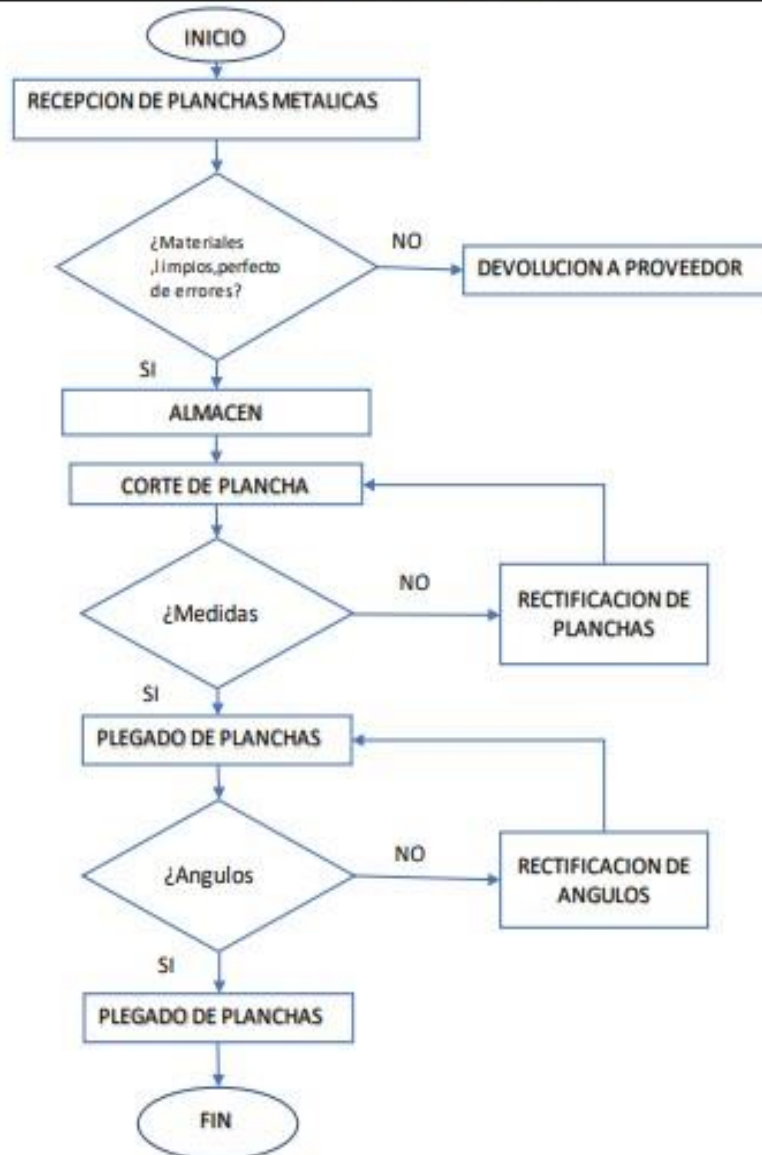 INICIO
RECEPCION DE PLANCHAS METALICAS
¿Materiales
,limpios,perfecto
de errores?
NO
DEVOLUCION A PROVEEDOR
SI
ALMACEN
CORTE DE PLANCHA
¿Medidas
NO
RECTIFICACION DE
PLANCHAS
SI
PLEGADO DE PLANCHAS
¿Angulos
NO
RECTIFICACION DE
ANGULOS
SI
PLEGADO DE PLANCHAS
FIN